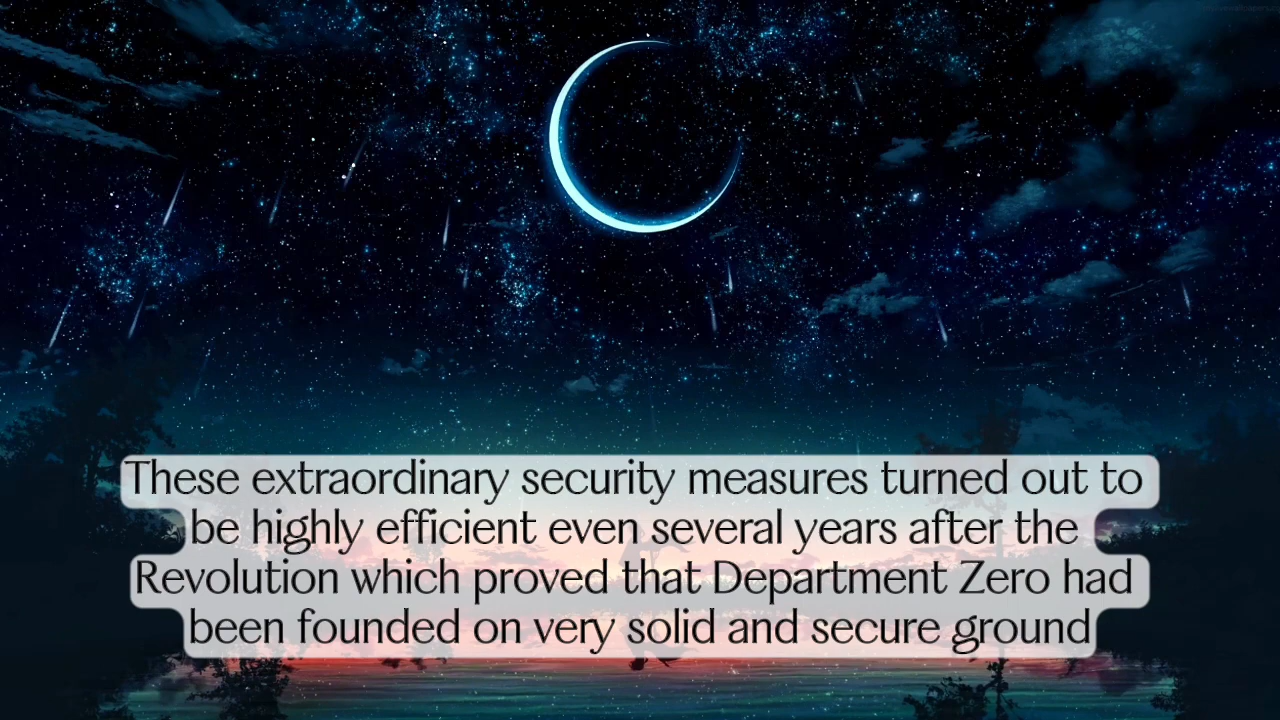 These extraordinary security measures turned out to
be highly efficient even several years after the
Revolution which proved that Department Zero had
been founded on very solid and secure ground